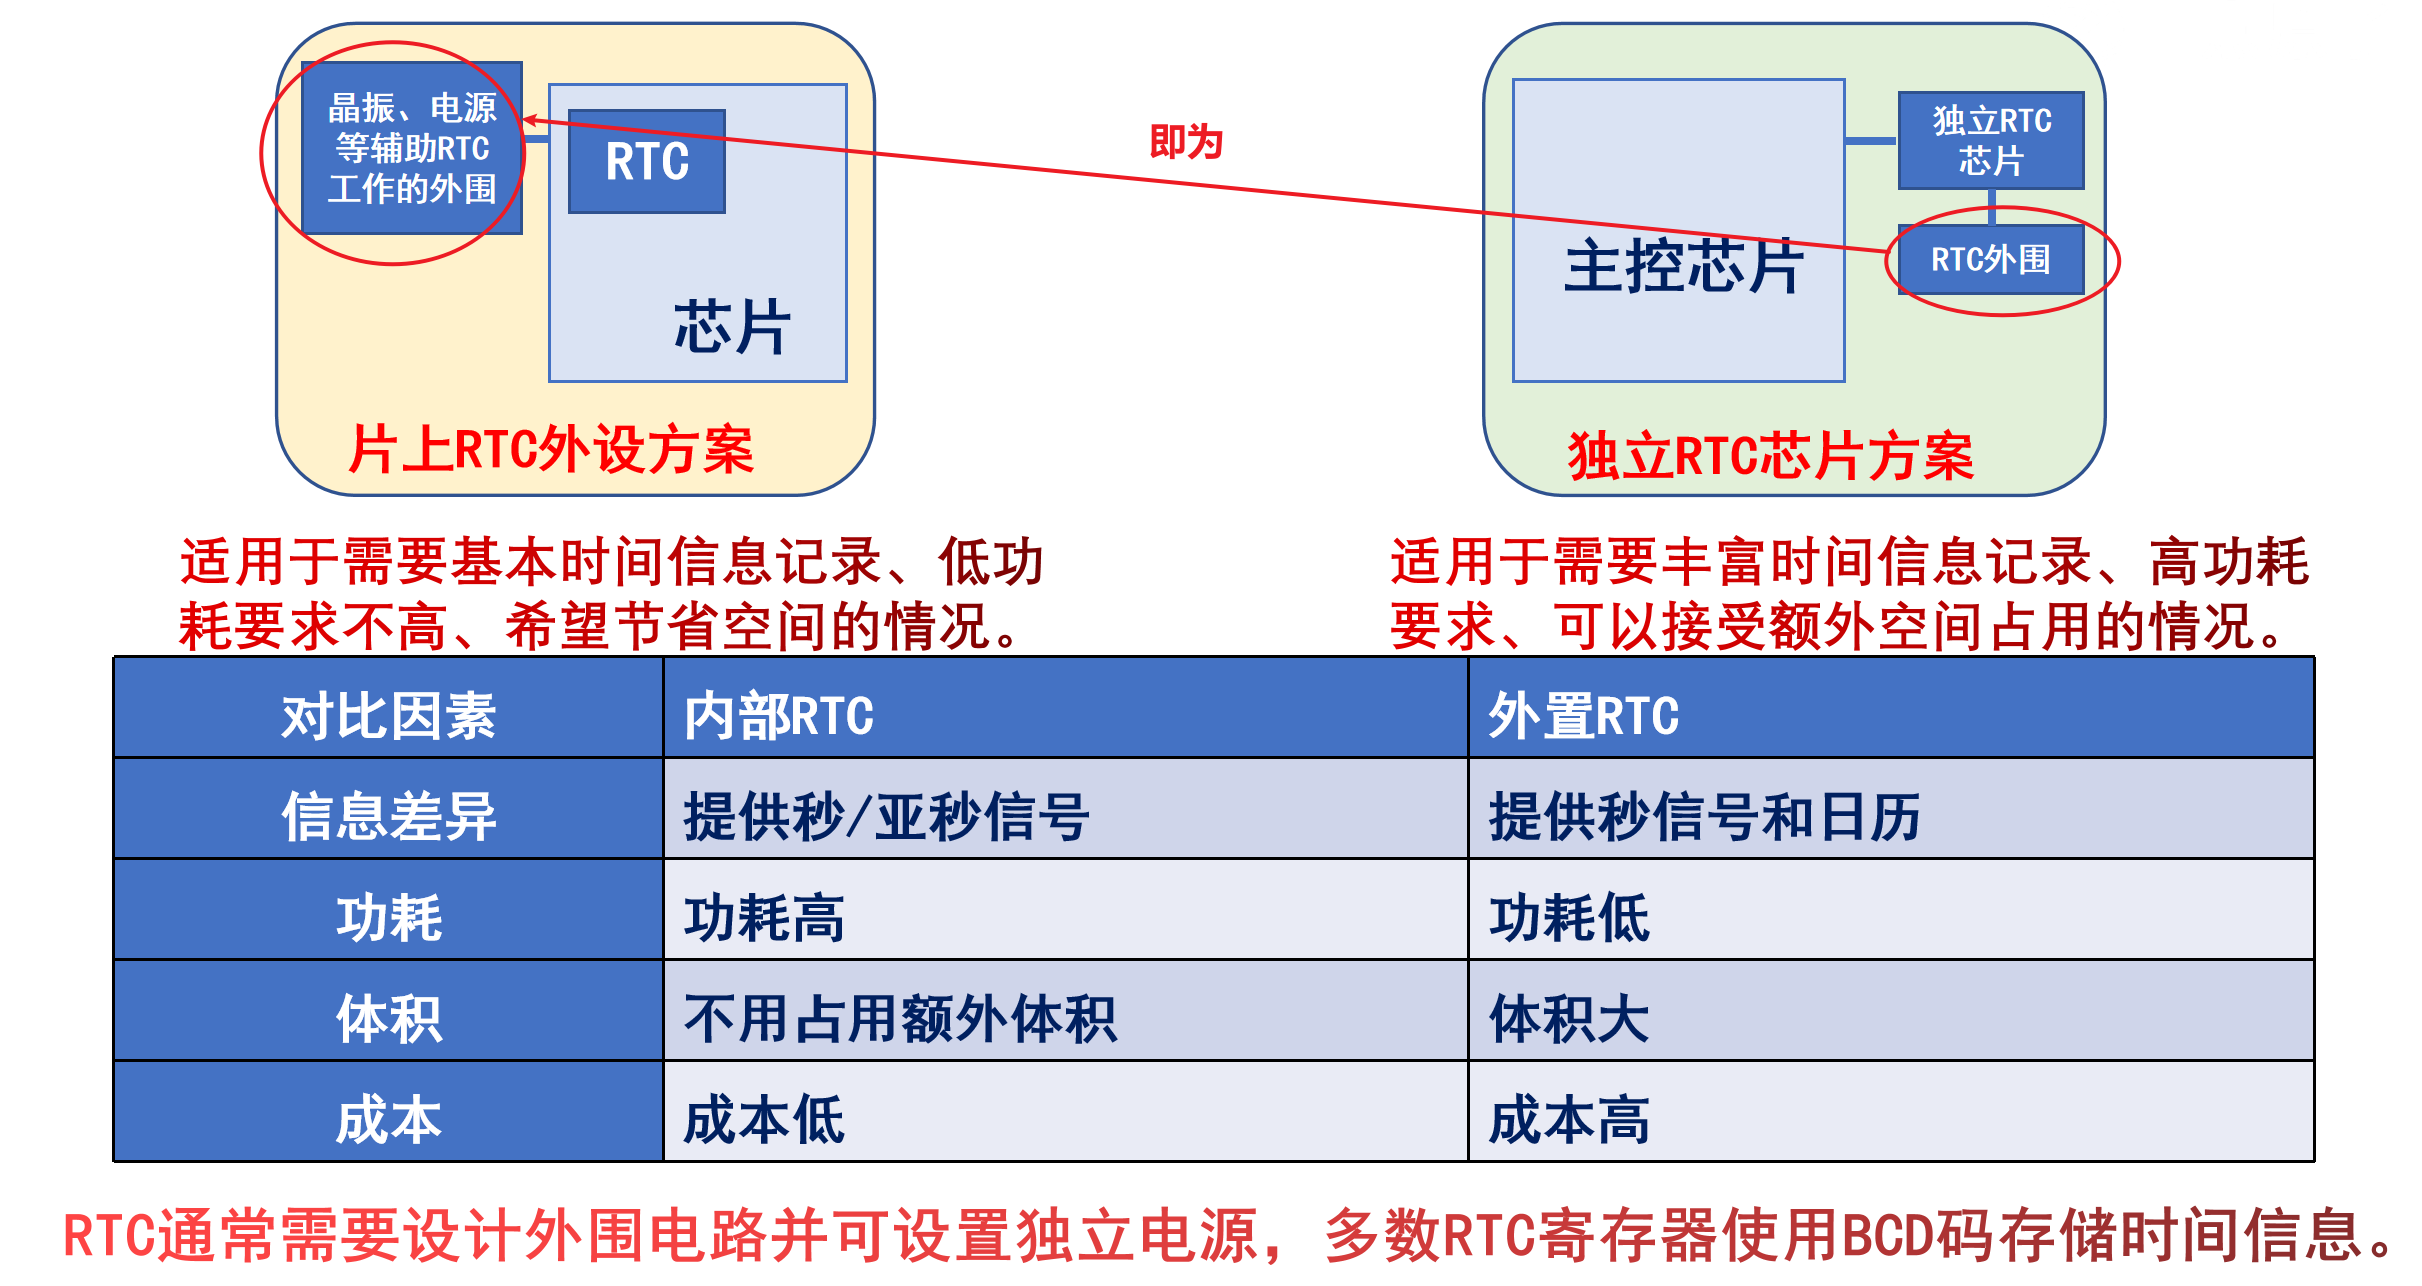 晶振、电源
等辅助RTC
工作的外围
RTC
芯片
片上RTC外设方案
即为
主控芯片
独立RTC
芯片
RTC外围
独立RTC芯片方案
适用于需要基本时间信息记录、低功
耗要求不高、希望节省空间的情况。
适用于需要丰富时间信息记录、高功耗
要求、可以接受额外空间占用的情况。
对比因素 内部RTC 外置RTC
信息差异 提供秒/亚秒信号 提供秒信号和日历
功耗 功耗高 功耗低
体积 不用占用额外体积 体积大
成本 成本低 成本高
RTC通常需要设计外围电路并可设置独立电源，多数RTC寄存器使用BCD码存储时间信息。